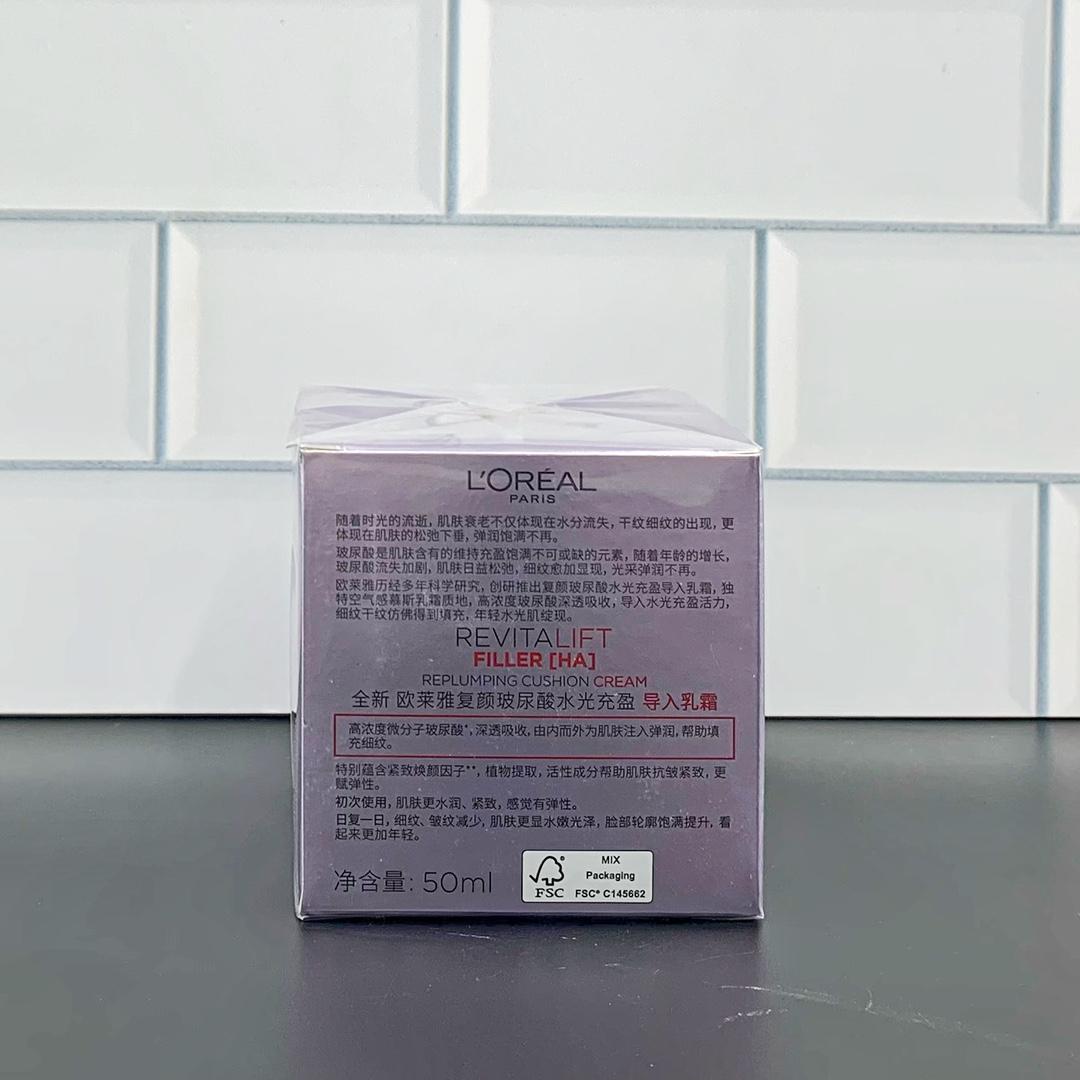 L'ORÉAL
PARIS
随着时光的流逝，肌肤衰老不仅体现在水分流失，干纹细纹的出现，更
体现在肌肤的松弛下垂，弹润饱满不再。
玻尿酸是肌肤含有的维持充盈饱满不可或缺的元素，随着年龄的增长，
玻尿酸流失加剧，肌肤日益松弛，细纹愈加显现，光采弹润不再。
欧莱雅历经多年科学研究，创研推出复颜玻尿酸水光充盈导入乳霜，独
特空气感慕斯乳霜质地，高浓度玻尿酸深透吸收，导入水光充盈活力，
细纹干纹仿佛得到填充，年轻水光肌绽现。
REVITALIFT
FILLER [HA]
REPLUMPING CUSHION CREAM
全新 欧莱雅复颜玻尿酸水光充盈 导入乳霜
高浓度微分子玻尿酸*，深透吸收，由内而外为肌肤注入弹润，帮助填
充细纹。
特别蕴含紧致焕颜因子**，植物提取，活性成分帮助肌肤抗皱紧致，更
赋弹性。
初次使用，肌肤更水润、紧致，感觉有弹性。
日复一日，细纹、皱纹减少，肌肤更显水嫩光泽，脸部轮廓饱满提升，看
起来更加年轻。
净含量: 50ml
FSC
MIX
Packaging
FSC® C145662